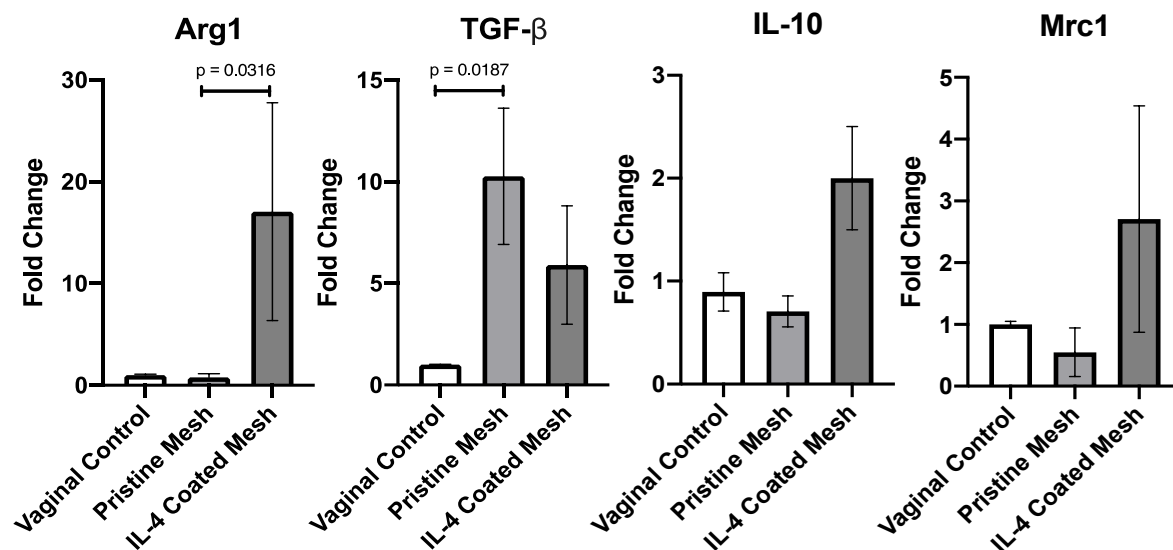 Arg1
p = 0.0316
30
20
10
0
Fold Change
Vaginal Control
Pristine Mesh
IL-4 Coated Mesh
TGF-β
p = 0.0187
15
10
5
0
Fold Change
Vaginal Control
Pristine Mesh
IL-4 Coated Mesh
IL-10
3
2
1
0
Fold Change
Vaginal Control
Pristine Mesh
IL-4 Coated Mesh
Mrc1
5
4
3
2
1
0
Fold Change
Vaginal Control
Pristine Mesh
IL-4 Coated Mesh